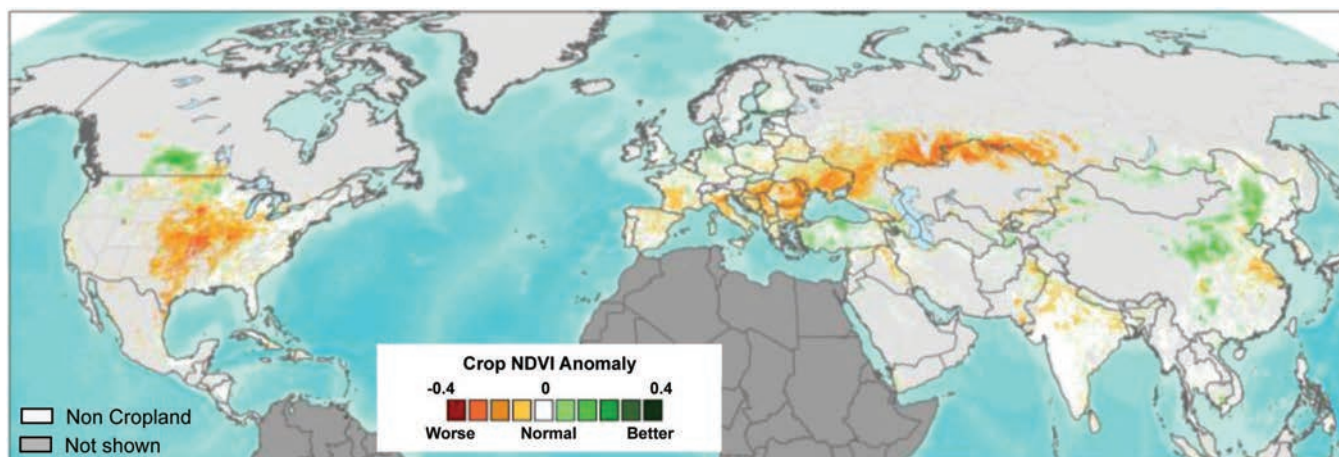 Crop NDVI Anomaly
-0.4 0 0.4
Worse Normal Better
Non Cropland
Not shown